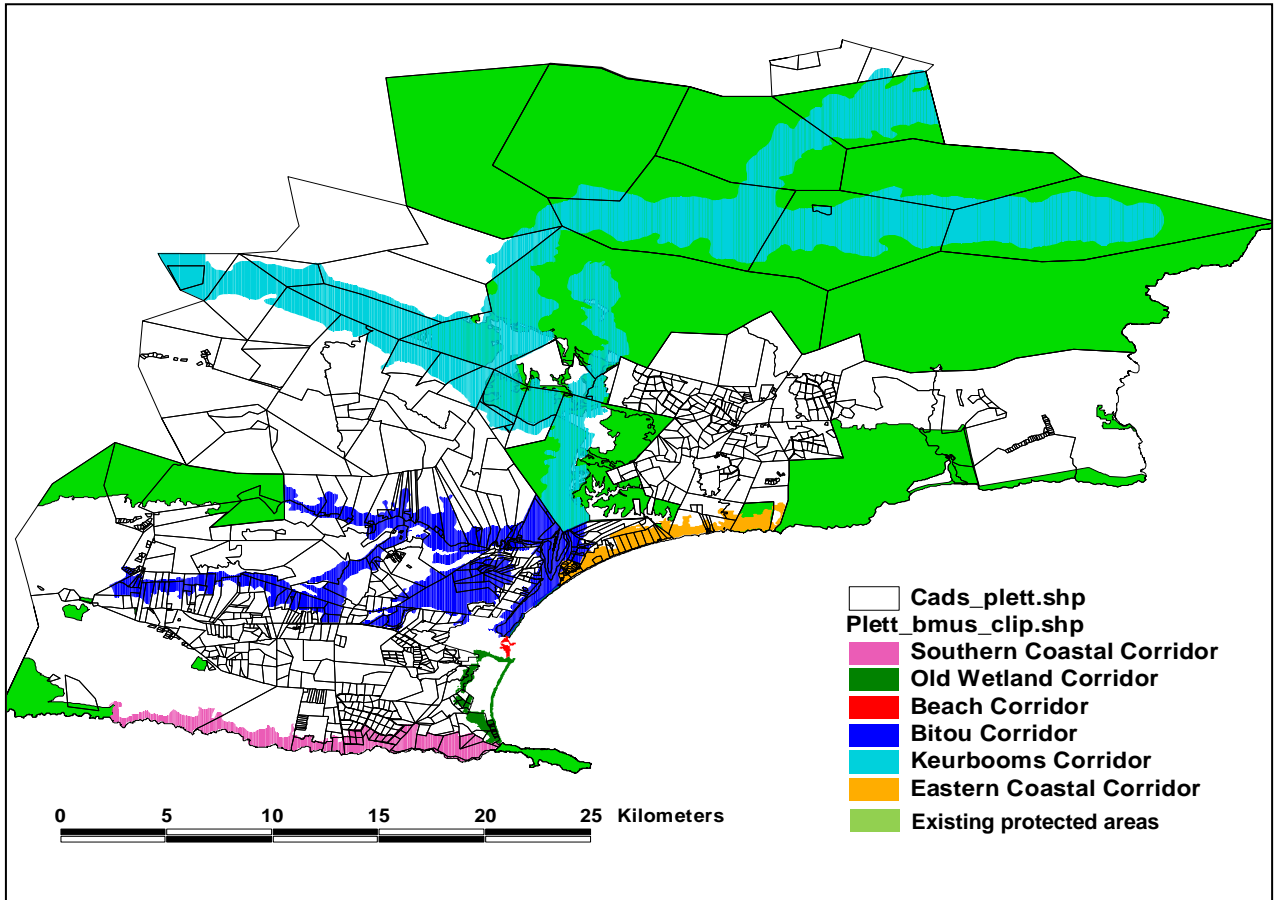 Cads_plett.shp
Plett_bmus_clip.shp
Southern Coastal Corridor
Old Wetland Corridor
Beach Corridor
Bitou Corridor
Keurbooms Corridor
Eastern Coastal Corridor
Existing protected areas
0 5 10 15 20 25 Kilometers